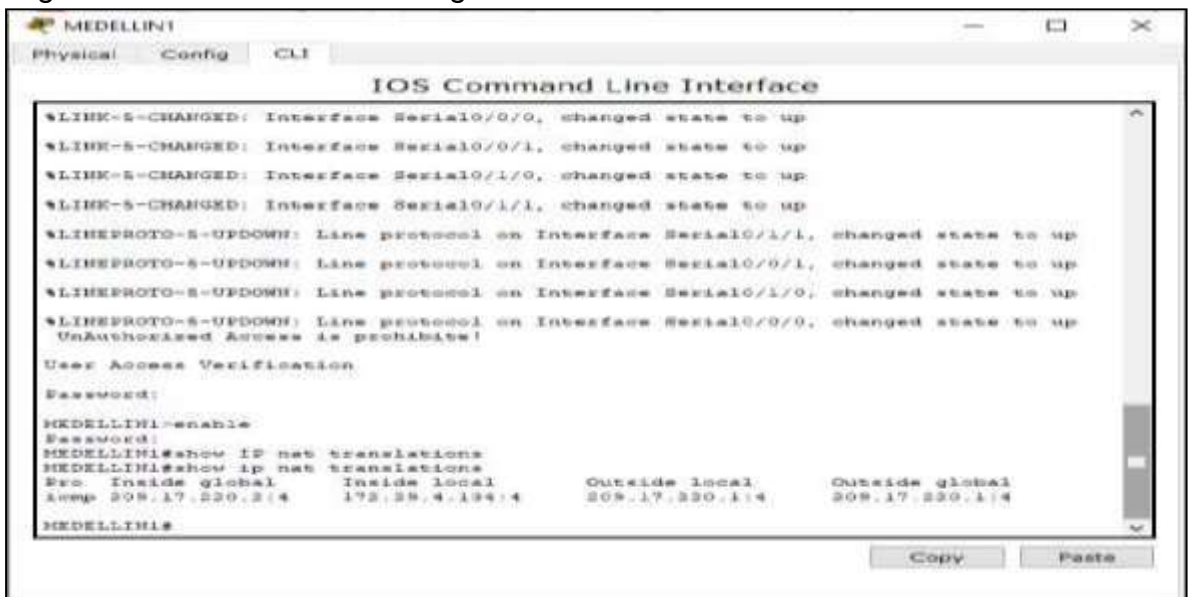 MEDELLIN1
Physical Config CLI
IOS Command Line Interface
%LINK-5-CHANGED: Interface Serial0/0/0, changed state to up
%LINK-5-CHANGED: Interface Serial0/0/1, changed state to up
%LINK-5-CHANGED: Interface Serial0/1/0, changed state to up
%LINK-5-CHANGED: Interface Serial0/1/1, changed state to up
%LINEPROTO-5-UPDOWN: Line protocol on Interface Serial0/1/1, changed state to up
%LINEPROTO-5-UPDOWN: Line protocol on Interface Serial0/0/1, changed state to up
%LINEPROTO-5-UPDOWN: Line protocol on Interface Serial0/1/0, changed state to up
%LINEPROTO-5-UPDOWN: Line protocol on Interface Serial0/0/0, changed state to up
UnAuthorized Access is prohibite!
User Access Verification
Password:
MEDELLIN1>enable
Password:
MEDELLIN1#show IP nat translations
MEDELLIN1#show ip nat translations
Pro Inside global Inside local Outside local Outside global
icmp 209.17.220.2:4 172.29.4.134:4 209.17.220.1:4 209.17.220.1:4
MEDELLIN1#
Copy Paste